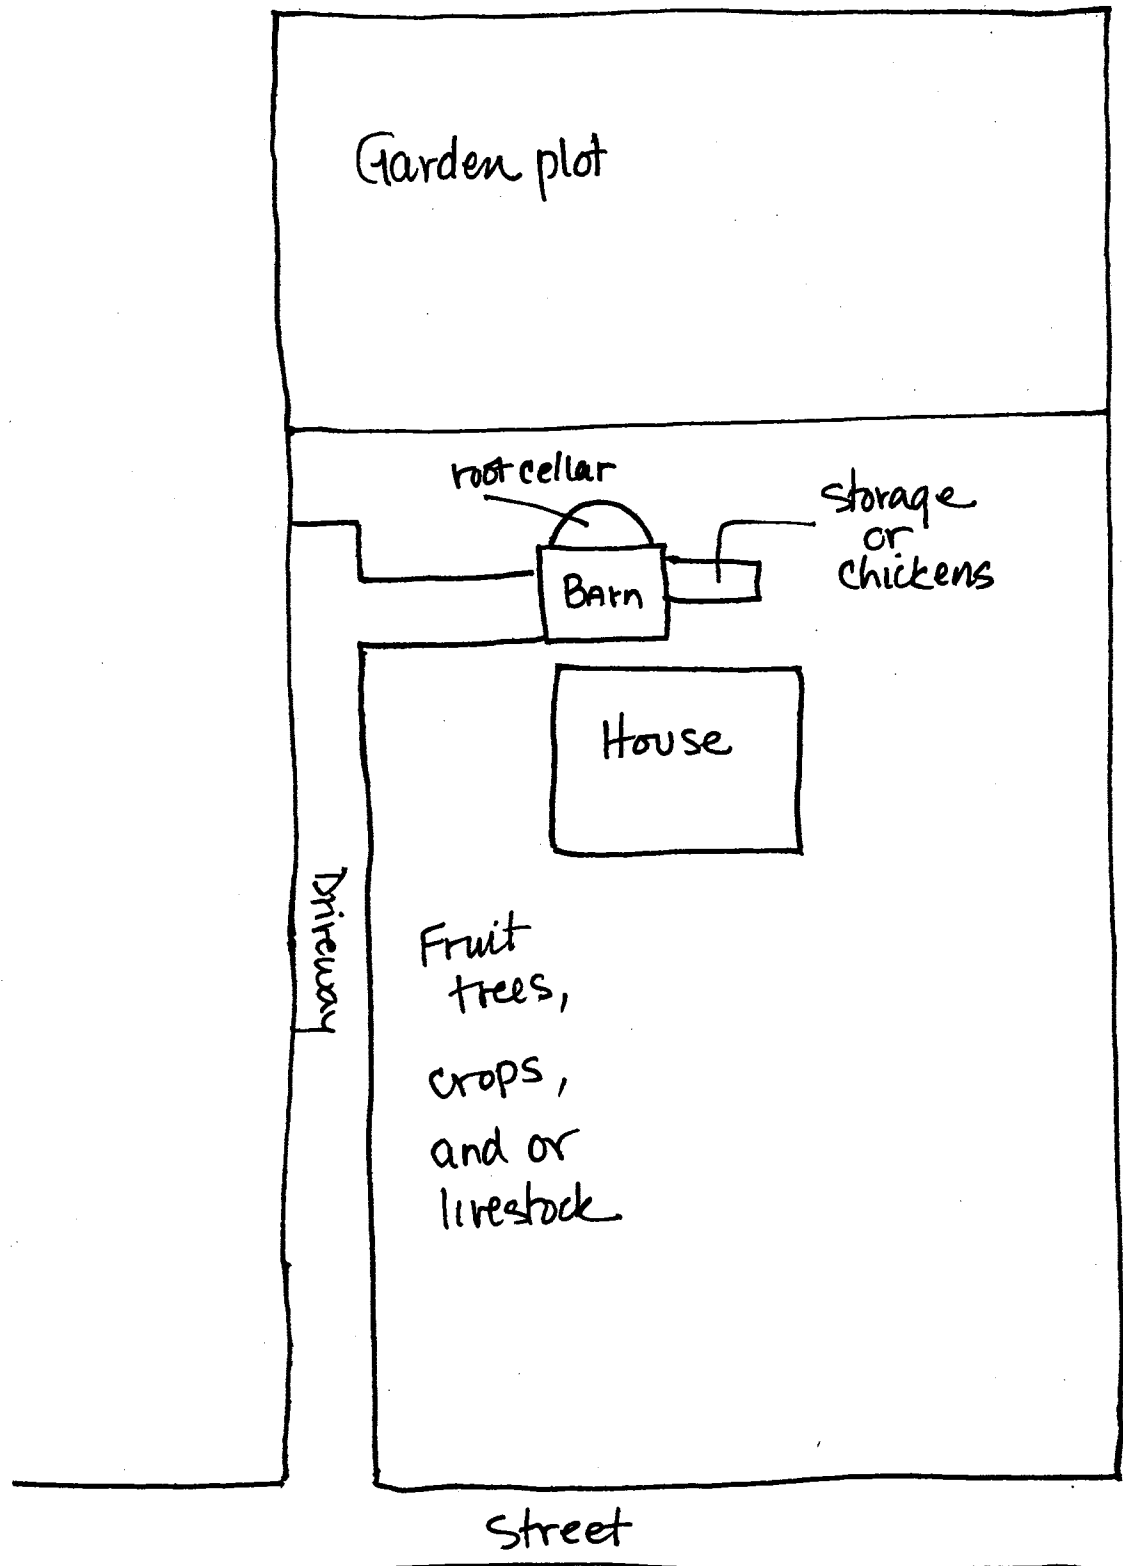 Garden plot
root cellar
storage
or
chickens
BArn
House
Driveway
Fruit
trees,
crops,
and or
livestock
Street